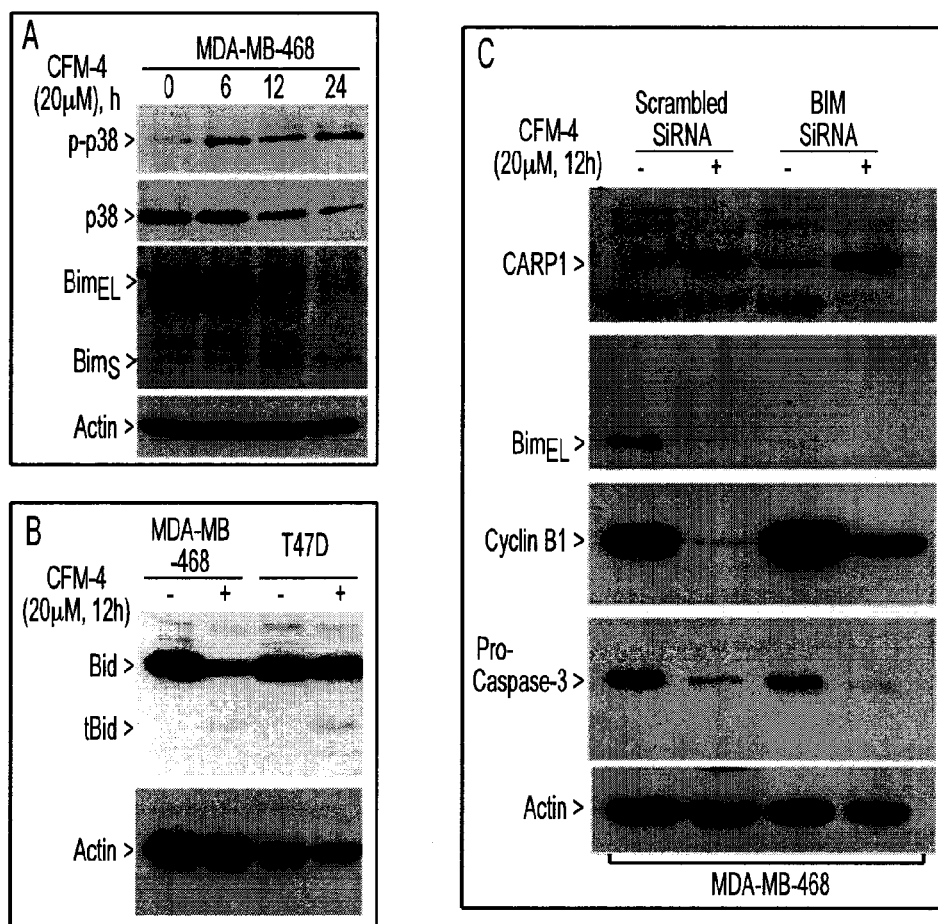 A
MDA-MB-468
CFM-4
(20μM), h
0 6 12 24
p-p38 >
p38 >
BimEL >
BimS >
Actin >
B
MDA-MB
-468
T47D
CFM-4
(20μM, 12h)
- + - +
Bid >
tBid >
Actin >
C
Scrambled
SiRNA
BIM
SiRNA
CFM-4
(20μM, 12h)
- + - +
CARP1 >
BimEL >
Cyclin B1 >
Pro-
Caspase-3 >
Actin >
MDA-MB-468